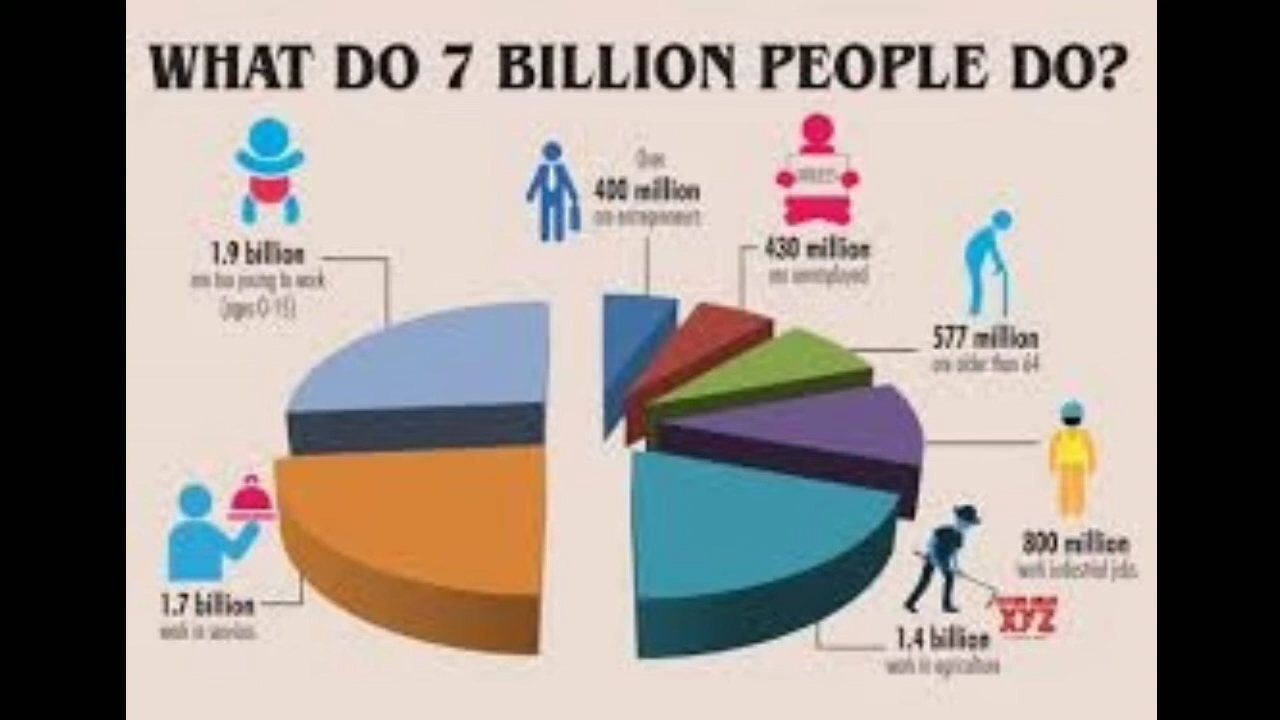 WHAT DO 7 BILLION PEOPLE DO?
1.9 billion
are too young to work
(ages 0-15)
Over
400 million
are entrepreneurs
430 million
are unemployed
577 million
are older than 64
800 million
work industrial jobs
1.4 billion
work in agriculture
1.7 billion
work in services
XYZ